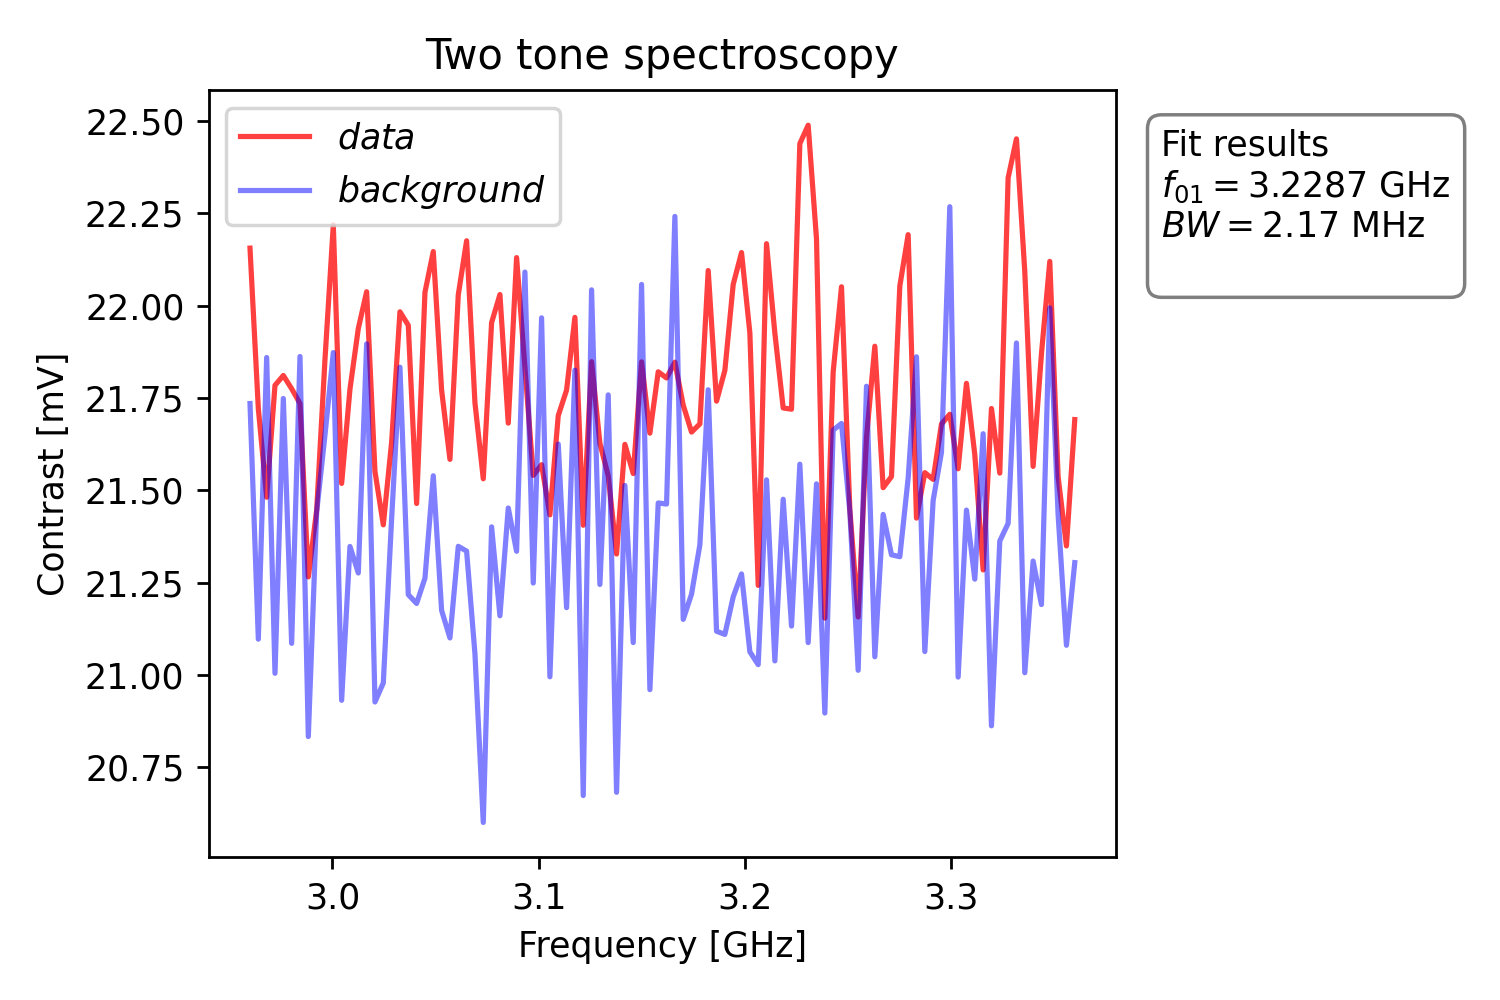 Two tone spectroscopy
data
background
Fit results
f01 = 3.2287 GHz
BW = 2.17 MHz
Contrast [mV]
22.50
22.25
22.00
21.75
21.50
21.25
21.00
20.75
3.0 3.1 3.2 3.3
Frequency [GHz]